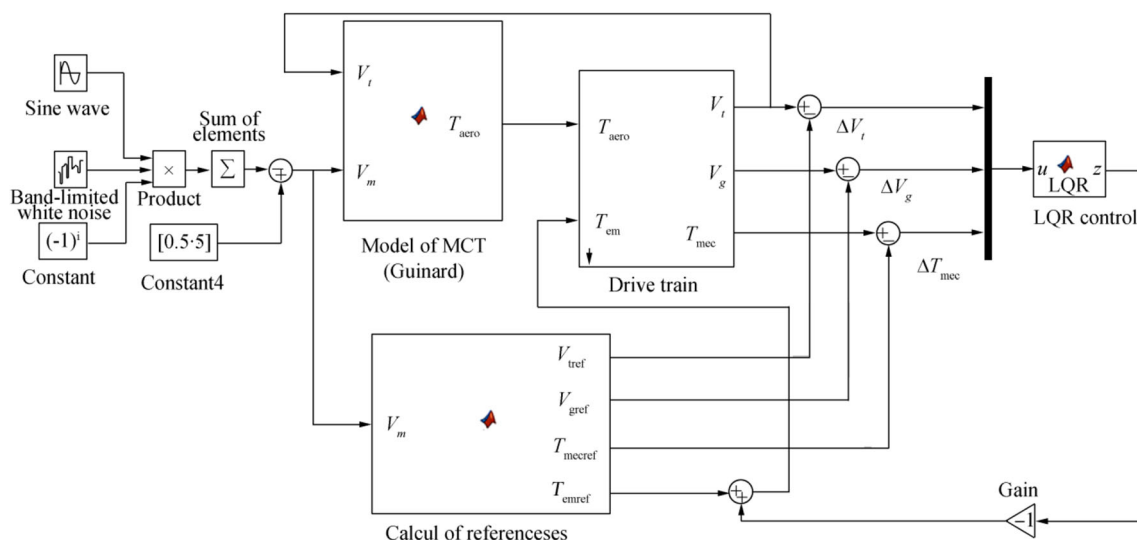 Sine wave
Band-limited
white noise
(-1)ⁱ
Constant
×
Product
Sum of
elements
Σ
[0.5·5]
Constant4
V_t
V_m
T_aero
Model of MCT
(Guinard)
T_aero
T_em
V_t
V_g
T_mec
Drive train
ΔV_t
ΔV_g
ΔT_mec
u
z
LQR
LQR control
V_m
V_tref
V_gref
T_mecref
T_emref
Calcul of referenceses
Gain
-1